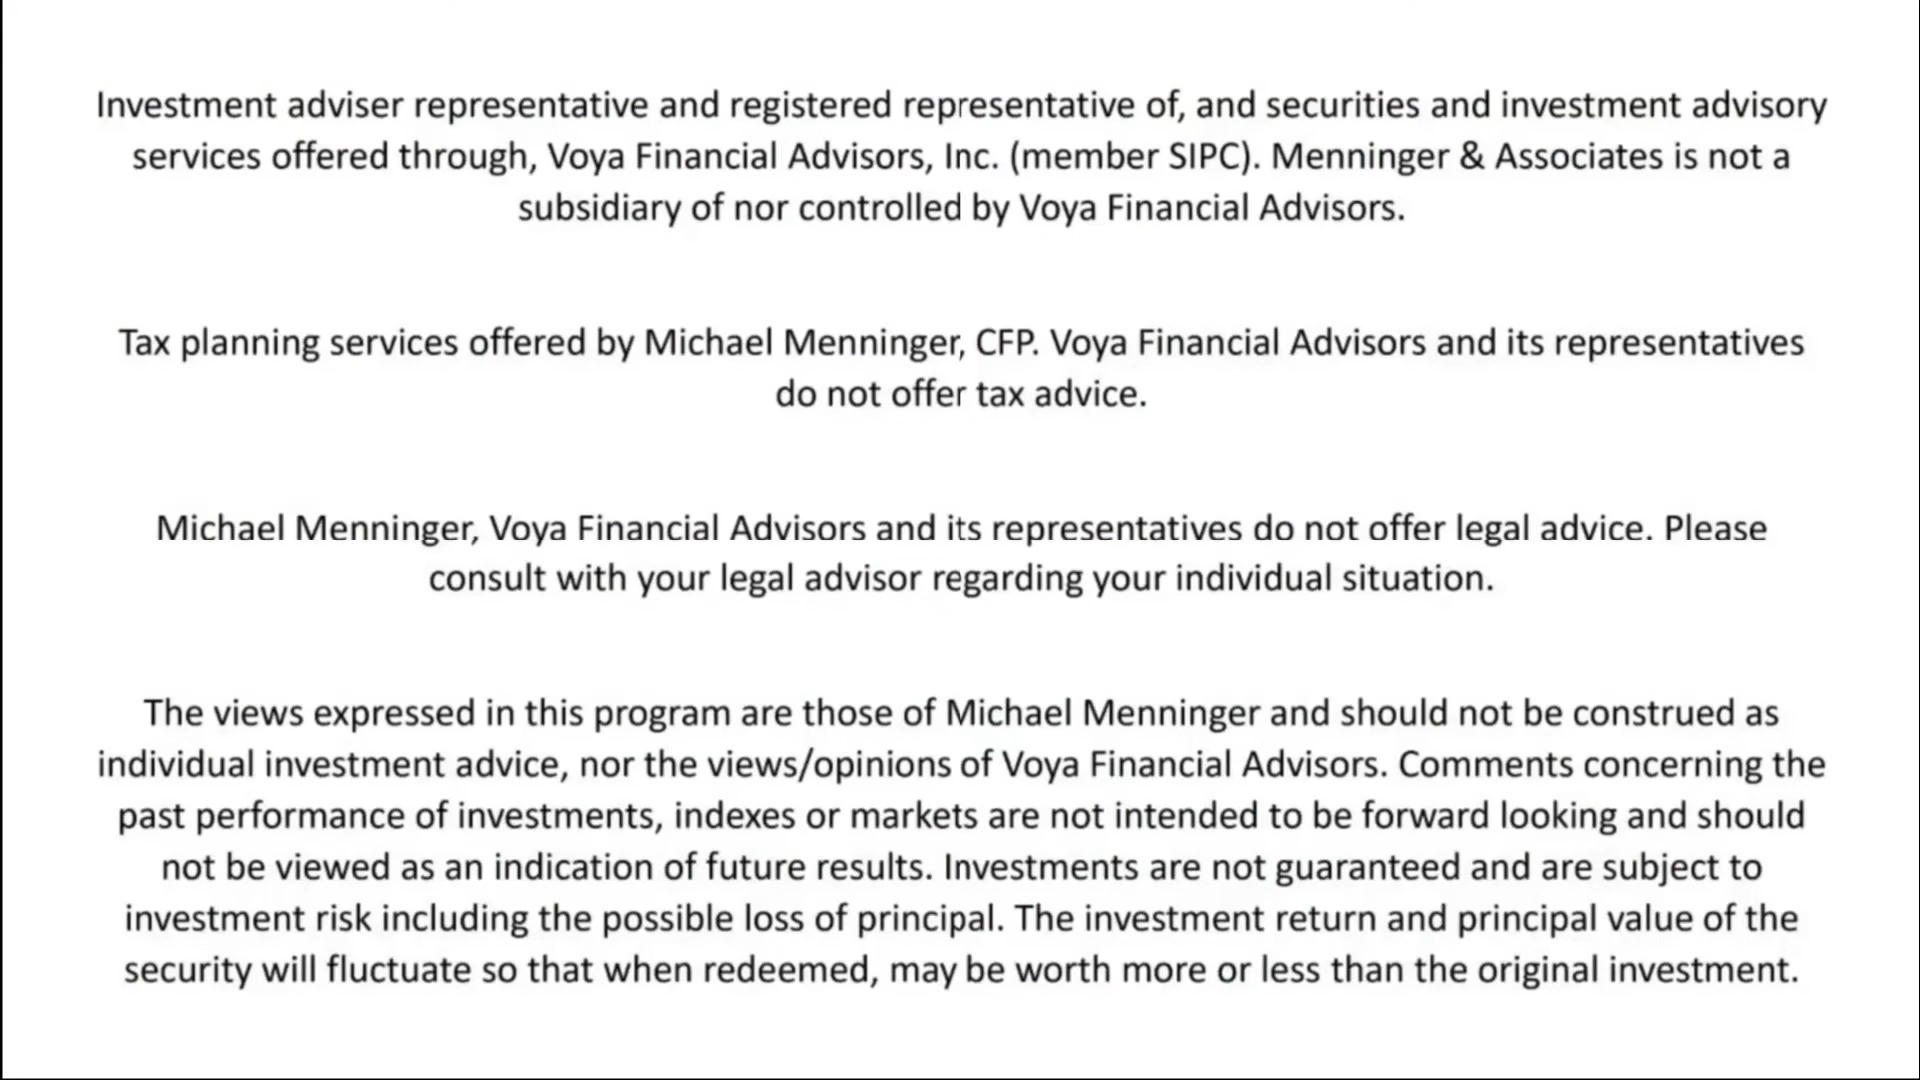 Investment adviser representative and registered representative of, and securities and investment advisory
services offered through, Voya Financial Advisors, Inc. (member SIPC). Menninger & Associates is not a
subsidiary of nor controlled by Voya Financial Advisors.
Tax planning services offered by Michael Menninger, CFP. Voya Financial Advisors and its representatives
do not offer tax advice.
Michael Menninger, Voya Financial Advisors and its representatives do not offer legal advice. Please
consult with your legal advisor regarding your individual situation.
The views expressed in this program are those of Michael Menninger and should not be construed as
individual investment advice, nor the views/opinions of Voya Financial Advisors. Comments concerning the
past performance of investments, indexes or markets are not intended to be forward looking and should
not be viewed as an indication of future results. Investments are not guaranteed and are subject to
investment risk including the possible loss of principal. The investment return and principal value of the
security will fluctuate so that when redeemed, may be worth more or less than the original investment.